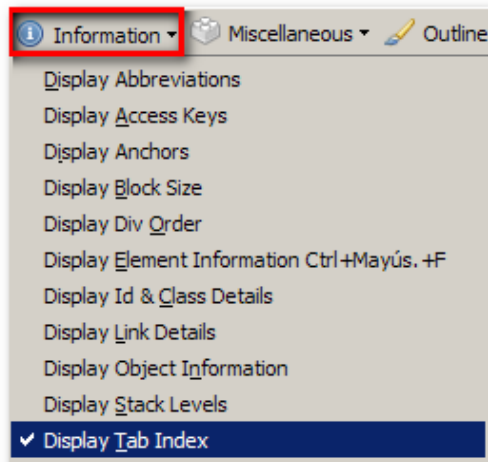 Information Miscellaneous Outline
Display Abbreviations
Display Access Keys
Display Anchors
Display Block Size
Display Div Order
Display Element Information Ctrl+Mayús.+F
Display Id & Class Details
Display Link Details
Display Object Information
Display Stack Levels
Display Tab Index